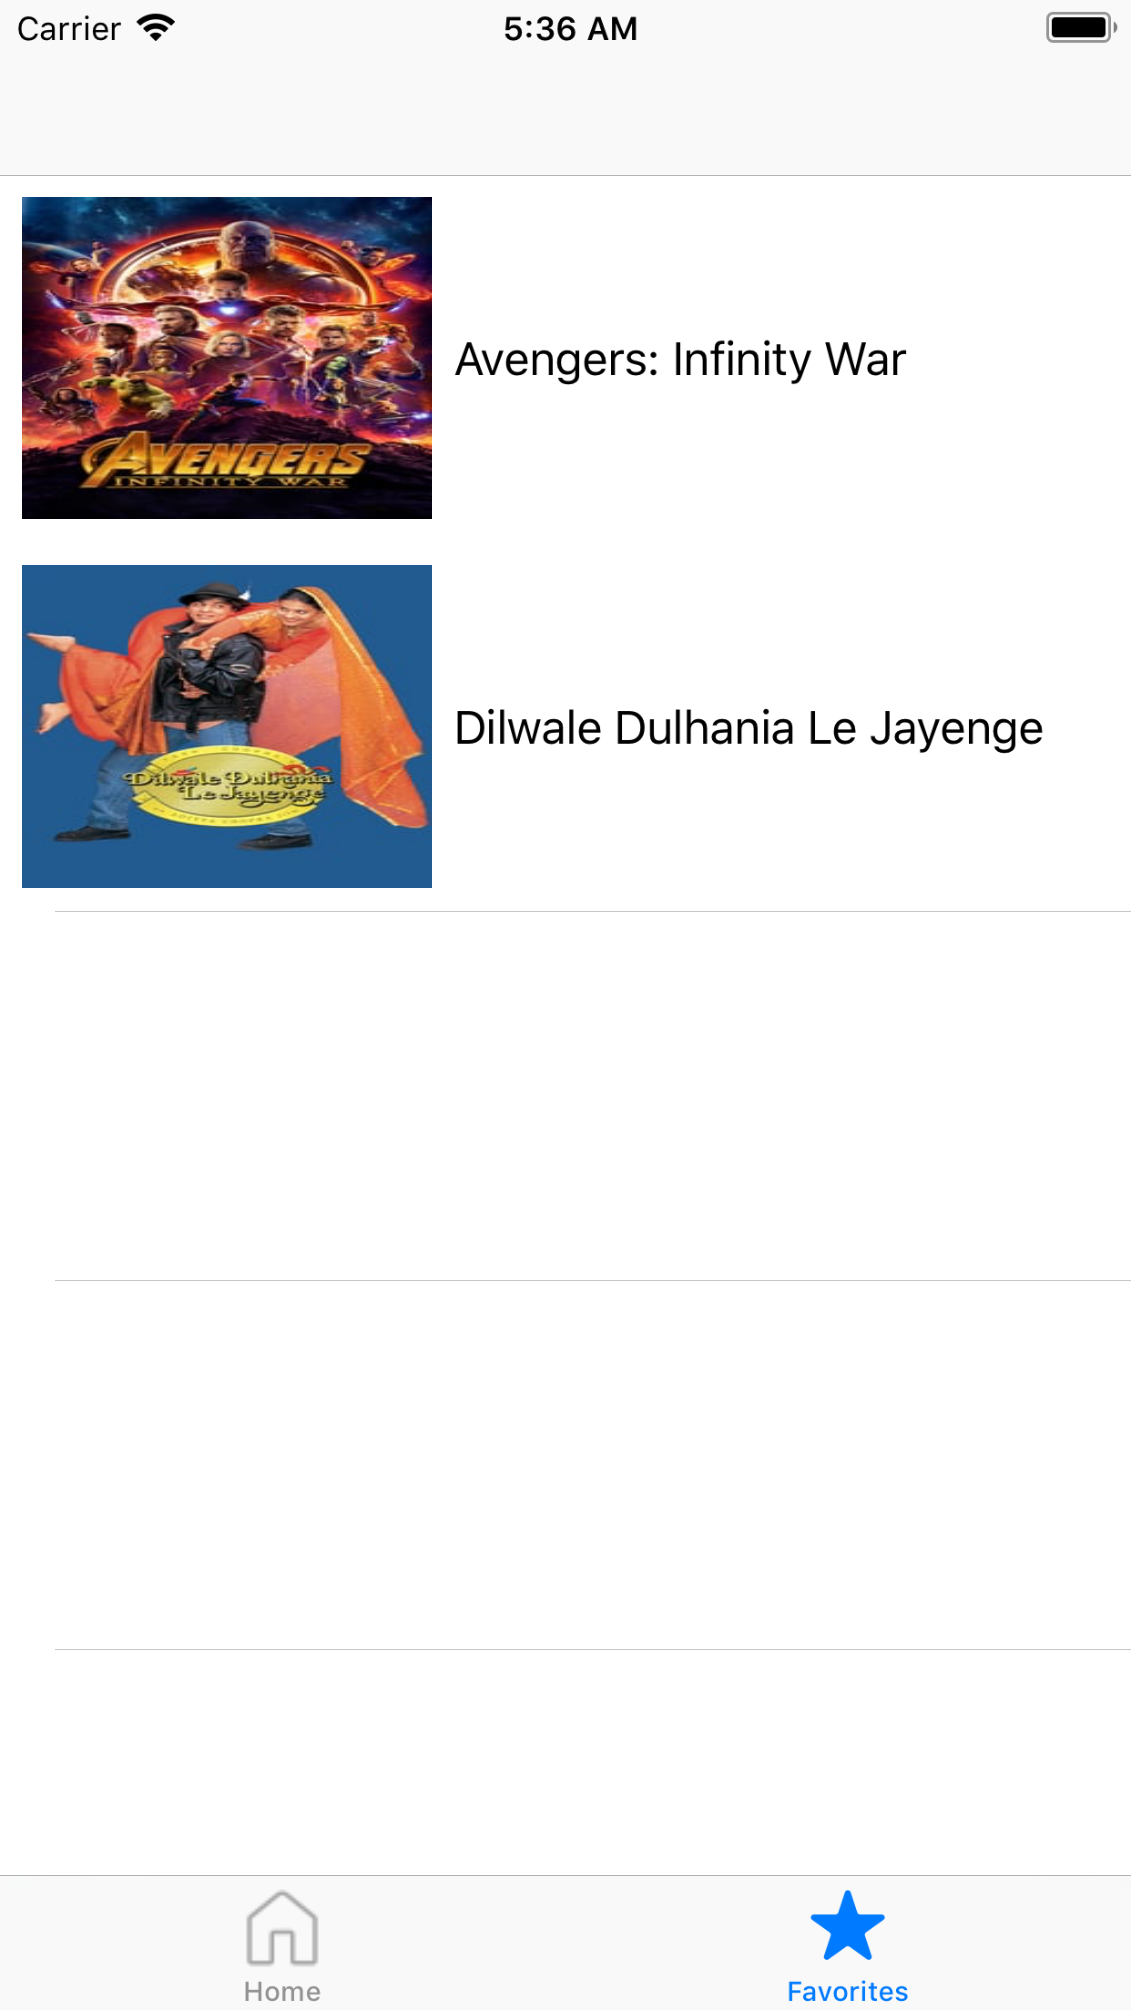 Carrier
5:36 AM
AVENGERS
INFINITY WAR
Avengers: Infinity War
Dilwale Dulhania
Le Jayenge
Dilwale Dulhania Le Jayenge
Home
Favorites